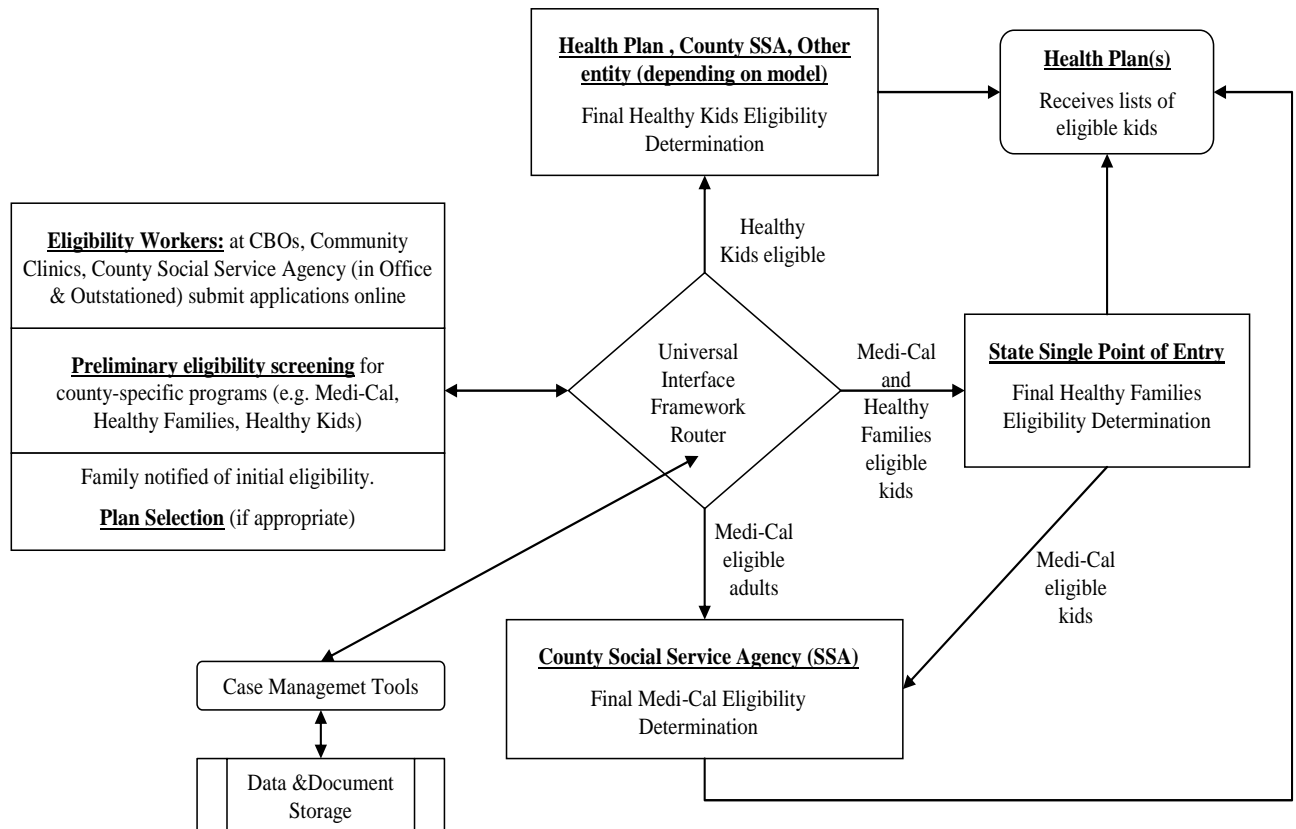 Health Plan , County SSA, Other
entity (depending on model)
Final Healthy Kids Eligibility
Determination
Health Plan(s)
Receives lists of
eligible kids
Eligibility Workers: at CBOs, Community
Clinics, County Social Service Agency (in Office
& Outstationed) submit applications online
Preliminary eligibility screening for
county-specific programs (e.g. Medi-Cal,
Healthy Families, Healthy Kids)
Family notified of initial eligibility.
Plan Selection (if appropriate)
Healthy
Kids eligible
Universal
Interface
Framework
Router
Medi-Cal
and
Healthy
Families
eligible
kids
State Single Point of Entry
Final Healthy Families
Eligibility Determination
Medi-Cal
eligible
adults
Medi-Cal
eligible
kids
County Social Service Agency (SSA)
Final Medi-Cal Eligibility
Determination
Case Managemet Tools
Data &Document
Storage